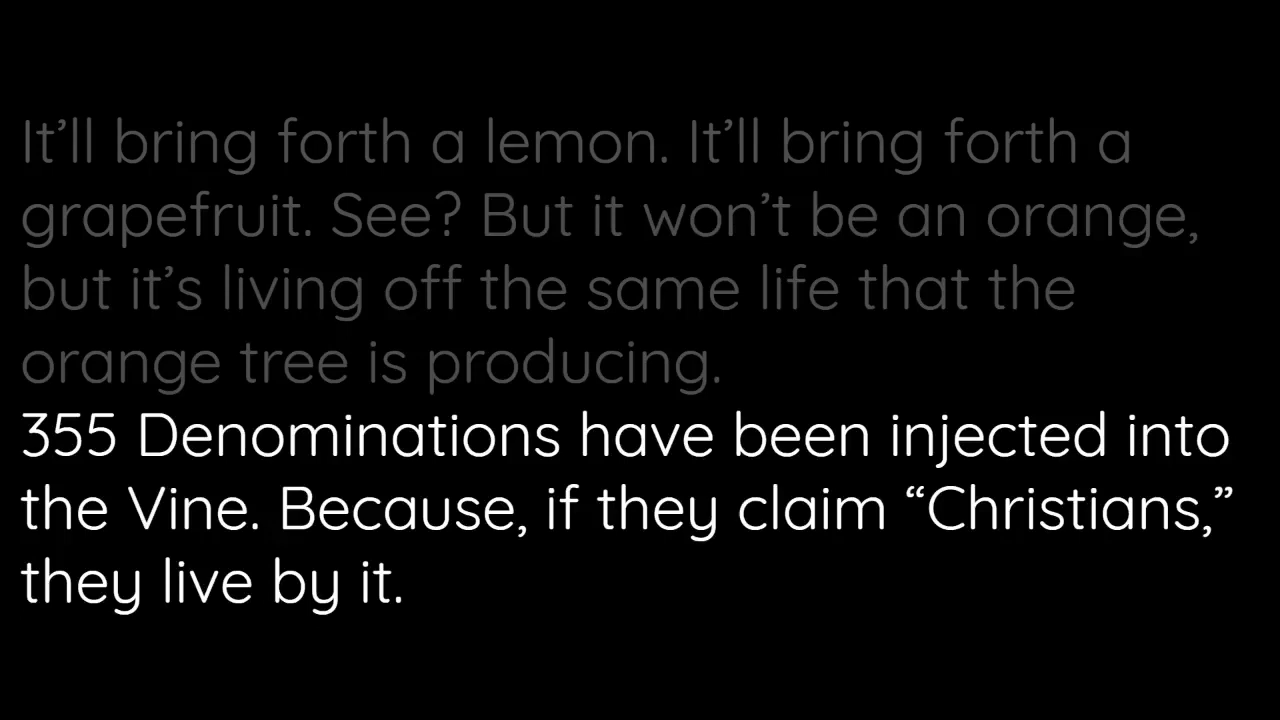 It’ll bring forth a lemon. It’ll bring forth a
grapefruit. See? But it won’t be an orange,
but it’s living off the same life that the
orange tree is producing.
355 Denominations have been injected into
the Vine. Because, if they claim “Christians,”
they live by it.